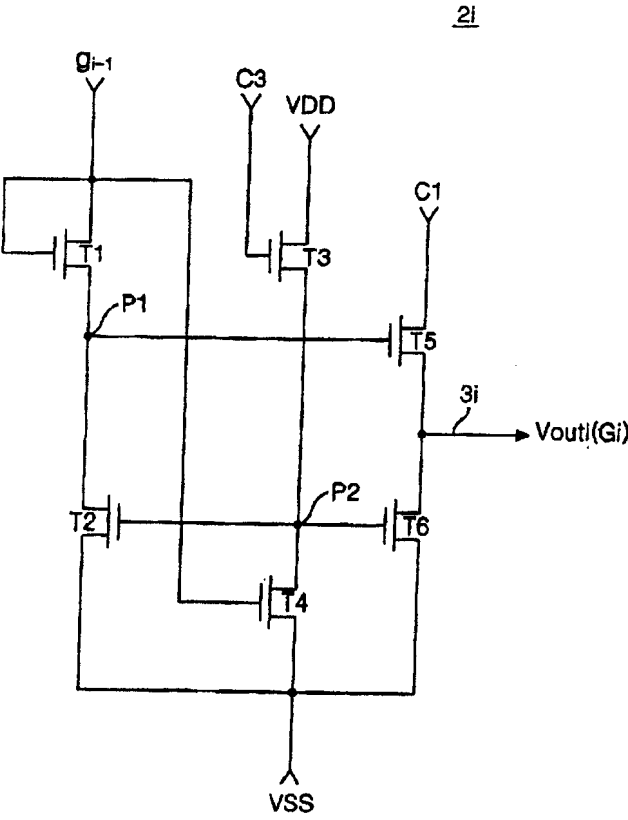 2i
gi-1
C3
VDD
C1
T1
T3
P1
T5
3i
Vouti(Gi)
P2
T2
T6
T4
VSS